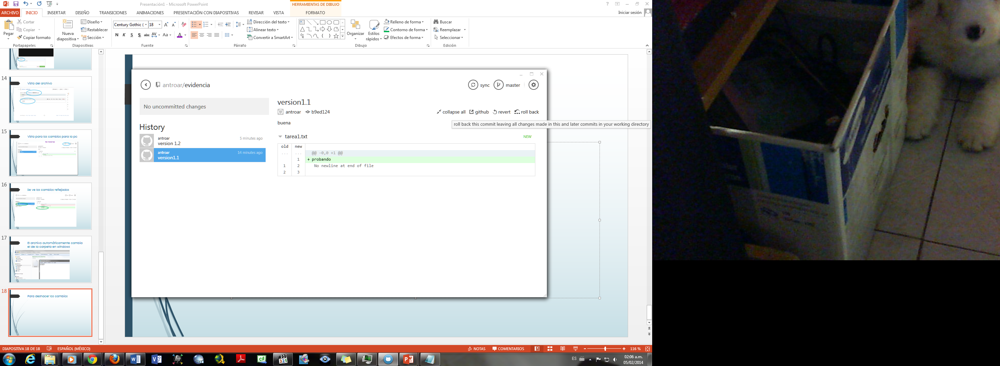 Presentación1 - Microsoft PowerPoint
HERRAMIENTAS DE DIBUJO
ARCHIVO INICIO INSERTAR DISEÑO TRANSICIONES ANIMACIONES PRESENTACIÓN CON DIAPOSITIVAS REVISAR VISTA FORMATO
Iniciar sesión
Pegar
Cortar
Copiar
Copiar formato
Portapapeles
Nueva diapositiva
Diseño
Restablecer
Sección
Diapositivas
Century Gothic ( 18
N K S S abc AV Aa A
Fuente
Dirección del texto
Alinear texto
Convertir a SmartArt
Párrafo
Organizar
Estilos rápidos
Relleno de forma
Contorno de forma
Efectos de forma
Dibujo
Buscar
Reemplazar
Seleccionar
Edición
14
Vista del archivo
15
Vista para los cambios para la pc
16
Se ve los cambios reflejados
17
El archivo automáticamente cambia
el de la carpeta en windows
18
Para deshacer los cambios
antroar/evidencia
sync master
No uncommitted changes
History
antroar 5 minutes ago
version 1.2
antroar 14 minutes ago
version1.1
version1.1
antroar b9ed124
collapse all github revert roll back
buena
roll back this commit leaving all changes made in this and later commits in your working directory
tarea1.txt NEW
old new
... ... @@ -0,0 +1 @@
1 + probando
1 2 No newline at end of file
2 3
DIAPOSITIVA 18 DE 18 ESPAÑOL (MÉXICO)
NOTAS COMENTARIOS 116 %
ES
02:06 a.m.
05/02/2014